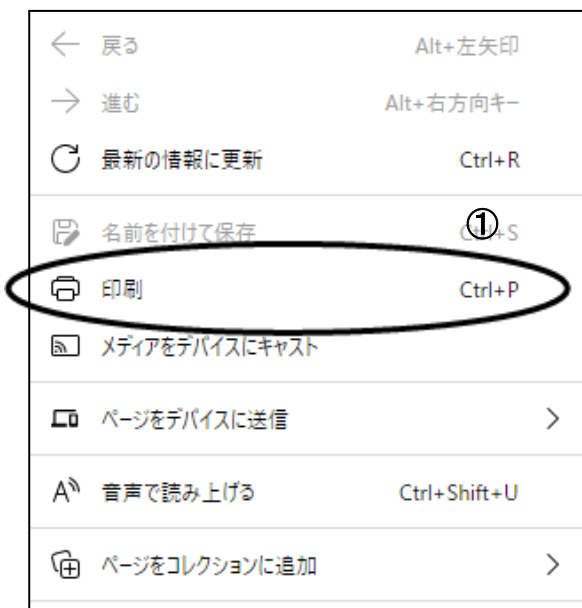 戻る Alt+左矢印
進む Alt+右方向キー
最新の情報に更新 Ctrl+R
①
名前を付けて保存 Ctrl+S
印刷 Ctrl+P
メディアをデバイスにキャスト
ページをデバイスに送信
音声で読み上げる Ctrl+Shift+U
ページをコレクションに追加